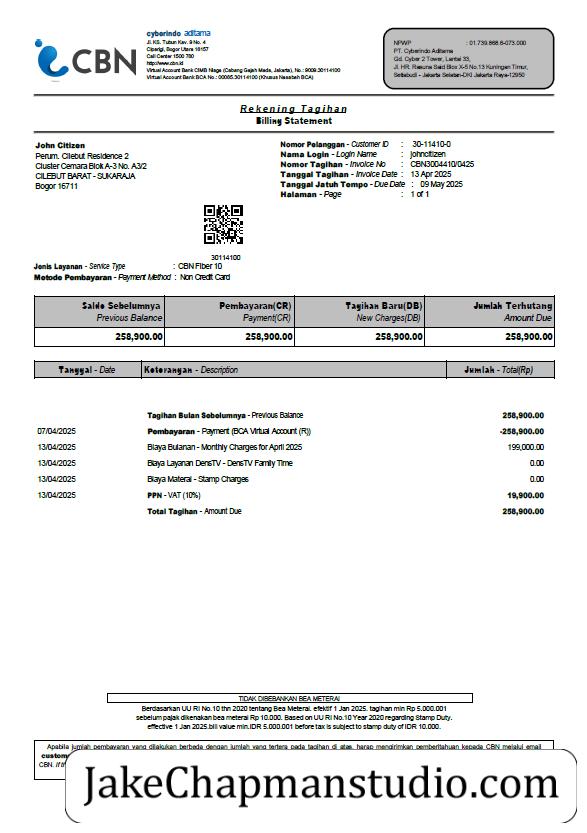 CBN
cyberindo aditama
Jl. KS. Tubun Kav. 9 No. 4
Ciparigi, Bogor Utara 16157
Call Center 1500 780
http://www.cbn.id
Virtual Account Bank CIMB Niaga (Cabang Gajah Mada, Jakarta), No.: 9009.30114100
Virtual Account Bank BCA No : 00065.30114100 (Khusus Nasabah BCA)
NPWP : 01.739.868.6-073.000
PT. Cyberindo Aditama
Gd. Cyber 2 Tower, Lantai 33,
Jl. HR. Rasuna Said Blok X-5 No.13 Kuningan Timur,
Setiabudi - Jakarta Selatan-DKI Jakarta Raya-12950
Rekening Tagihan
Billing Statement
John Citizen
Perum. Cilebut Residence 2
Cluster Cemara Blok A-3 No. A3/2
CILEBUT BARAT - SUKARAJA
Bogor 16711
Nomor Pelanggan - Customer ID : 30-11410-0
Nama Login - Login Name : johncitizen
Nomor Tagihan - Invoice No : CBN3004410/0425
Tanggal Tagihan - Invoice Date : 13 Apr 2025
Tanggal Jatuh Tempo - Due Date : 09 May 2025
Halaman - Page : 1 of 1
30114100
Jenis Layanan - Service Type : CBN Fiber 10
Metode Pembayaran - Payment Method : Non Credit Card
Saldo Sebelumnya Pembayaran(CR) Tagihan Baru(DB) Jumlah Terhutang
Previous Balance Payment(CR) New Charges(DB) Amount Due
258,900.00 258,900.00 258,900.00 258,900.00
Tanggal - Date Keterangan - Description Jumlah - Total(Rp)
Tagihan Bulan Sebelumnya - Previous Balance 258,900.00
07/04/2025 Pembayaran - Payment (BCA Virtual Account (R)) -258,900.00
13/04/2025 Biaya Bulanan - Monthly Charges for April 2025 199,000.00
13/04/2025 Biaya Layanan DensTV - DensTV Family Time 0.00
13/04/2025 Biaya Materai - Stamp Charges 0.00
13/04/2025 PPN - VAT (10%) 19,900.00
Total Tagihan - Amount Due 258,900.00
TIDAK DIBEBANKAN BEA METERAI
Berdasarkan UU RI No.10 thn 2020 tentang Bea Meterai. efektif 1 Jan 2025. tagihan min Rp 5.000.001
sebelum pajak dikenakan bea meterai Rp 10.000. Based on UU RI No.10 Year 2020 regarding Stamp Duty.
effective 1 Jan 2025.bill value min.IDR 5.000.001 before tax is subject to stamp duty of IDR 10.000.
Apabila jumlah pembayaran yang dilakukan berbeda dengan jumlah yang tertera pada tagihan di atas, harap mengirimkan pemberitahuan kepada CBN melalui email
JakeChapmanstudio.com